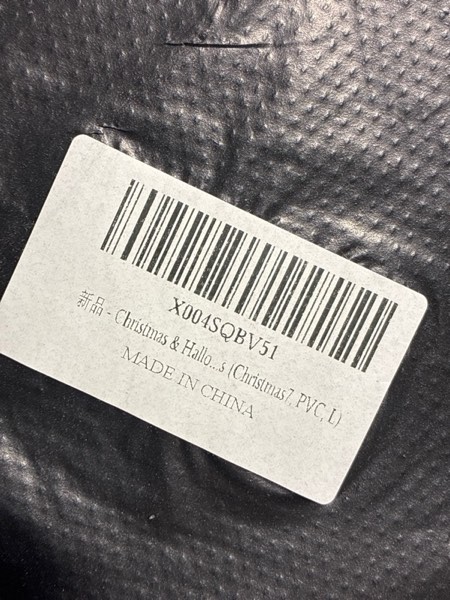 X004SQBV51
新品 - Christmas & Hallo...s (Christmas7, PVC, L)
MADE IN CHINA